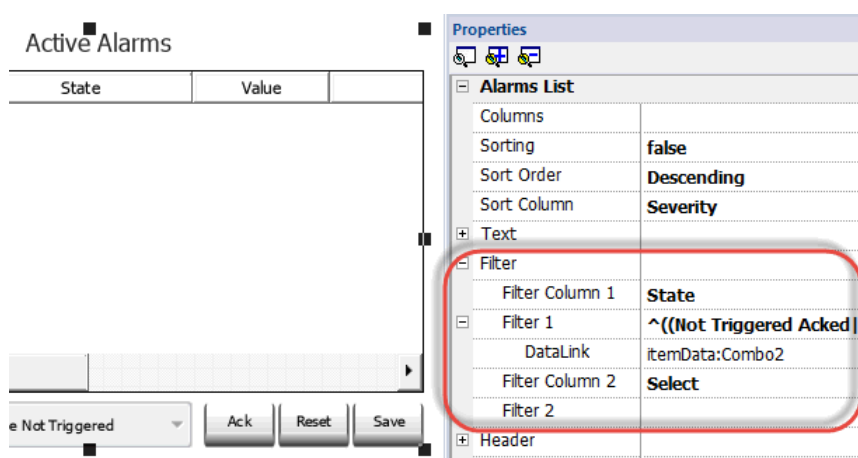 Active Alarms
State Value
e Not Triggered Ack Reset Save
Properties
Alarms List
Columns
Sorting false
Sort Order Descending
Sort Column Severity
Text
Filter
Filter Column 1 State
Filter 1 ^((Not Triggered Acked|
DataLink itemData:Combo2
Filter Column 2 Select
Filter 2
Header